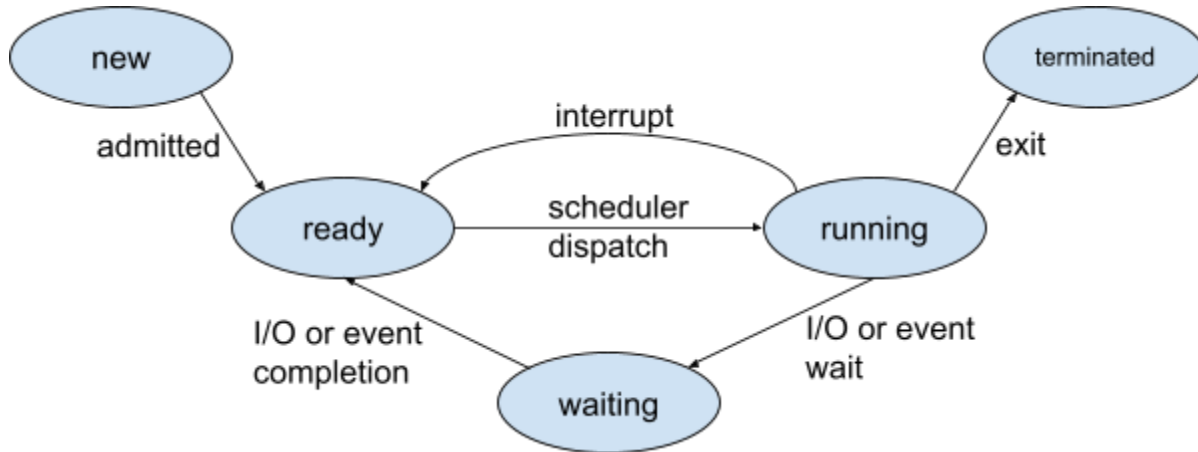 new
terminated
interrupt
admitted
exit
scheduler
dispatch
ready
running
I/O or event
completion
I/O or event
wait
waiting